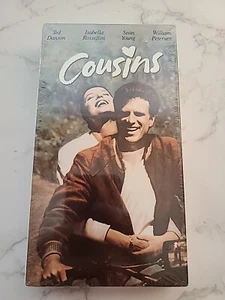 Ted Danson Isabella Rossellini Sean Young William Petersen
Cousins